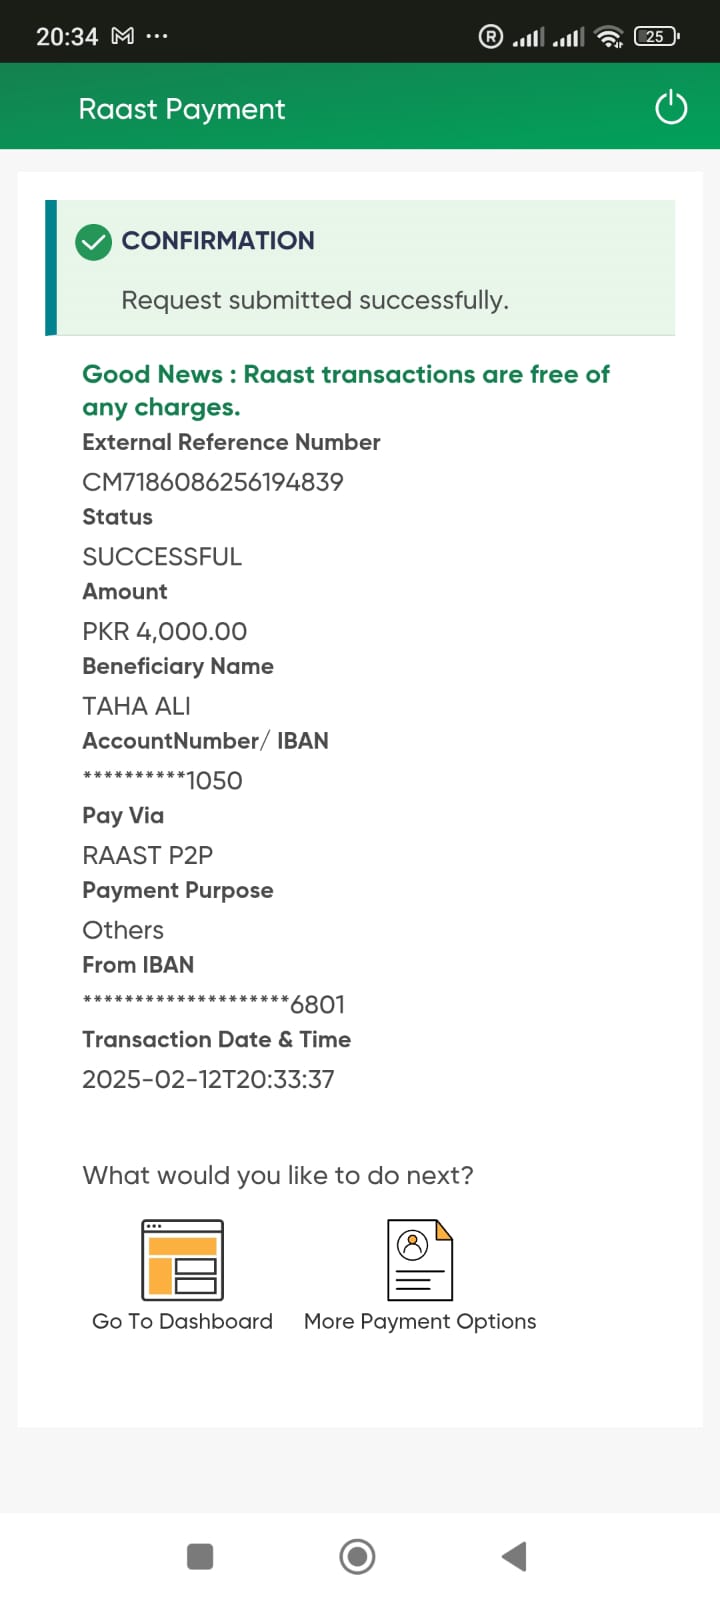 20:34
R
25
Raast Payment
CONFIRMATION
Request submitted successfully.
Good News : Raast transactions are free of
any charges.
External Reference Number
CM7186086256194839
Status
SUCCESSFUL
Amount
PKR 4,000.00
Beneficiary Name
TAHA ALI
AccountNumber/ IBAN
**********1050
Pay Via
RAAST P2P
Payment Purpose
Others
From IBAN
********************6801
Transaction Date & Time
2025-02-12T20:33:37
What would you like to do next?
Go To Dashboard
More Payment Options